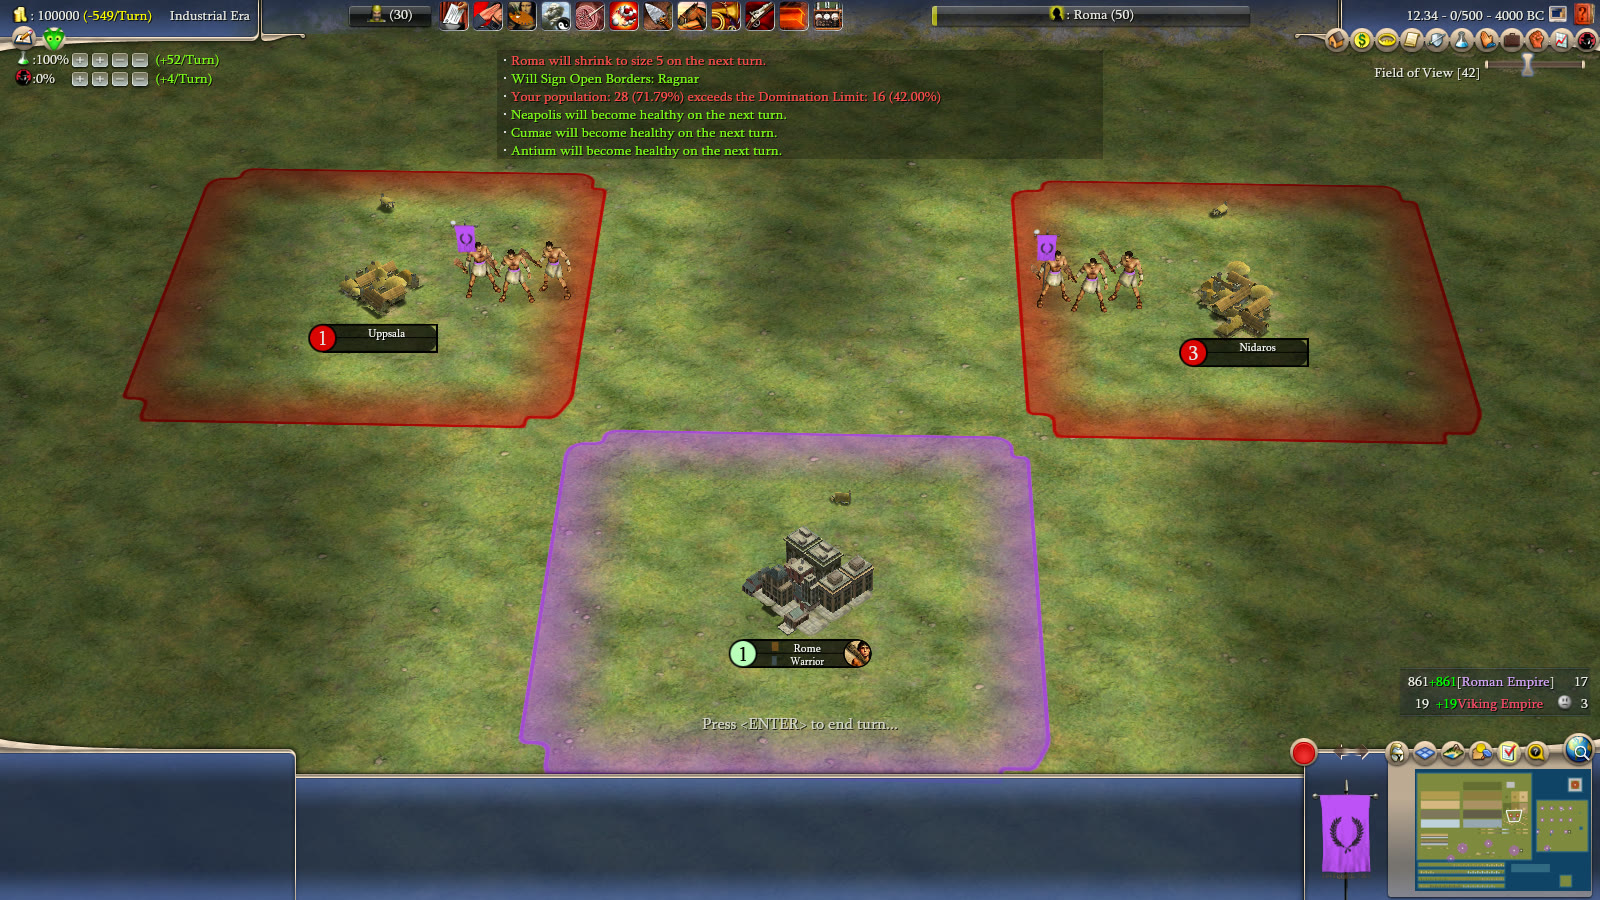 : 100000 (-549/Turn)
Industrial Era
(30)
: Roma (50)
12.34 - 0/500 - 4000 BC
:100%
(+52/Turn)
:0%
(+4/Turn)
Field of View [42]
· Roma will shrink to size 5 on the next turn.
· Will Sign Open Borders: Ragnar
· Your population: 28 (71.79%) exceeds the Domination Limit: 16 (42.00%)
· Neapolis will become healthy on the next turn.
· Cumae will become healthy on the next turn.
· Antium will become healthy on the next turn.
1 Uppsala
3 Nidaros
1 Rome
Warrior
Press <ENTER> to end turn...
861+861[Roman Empire] 17
19 +19Viking Empire 3